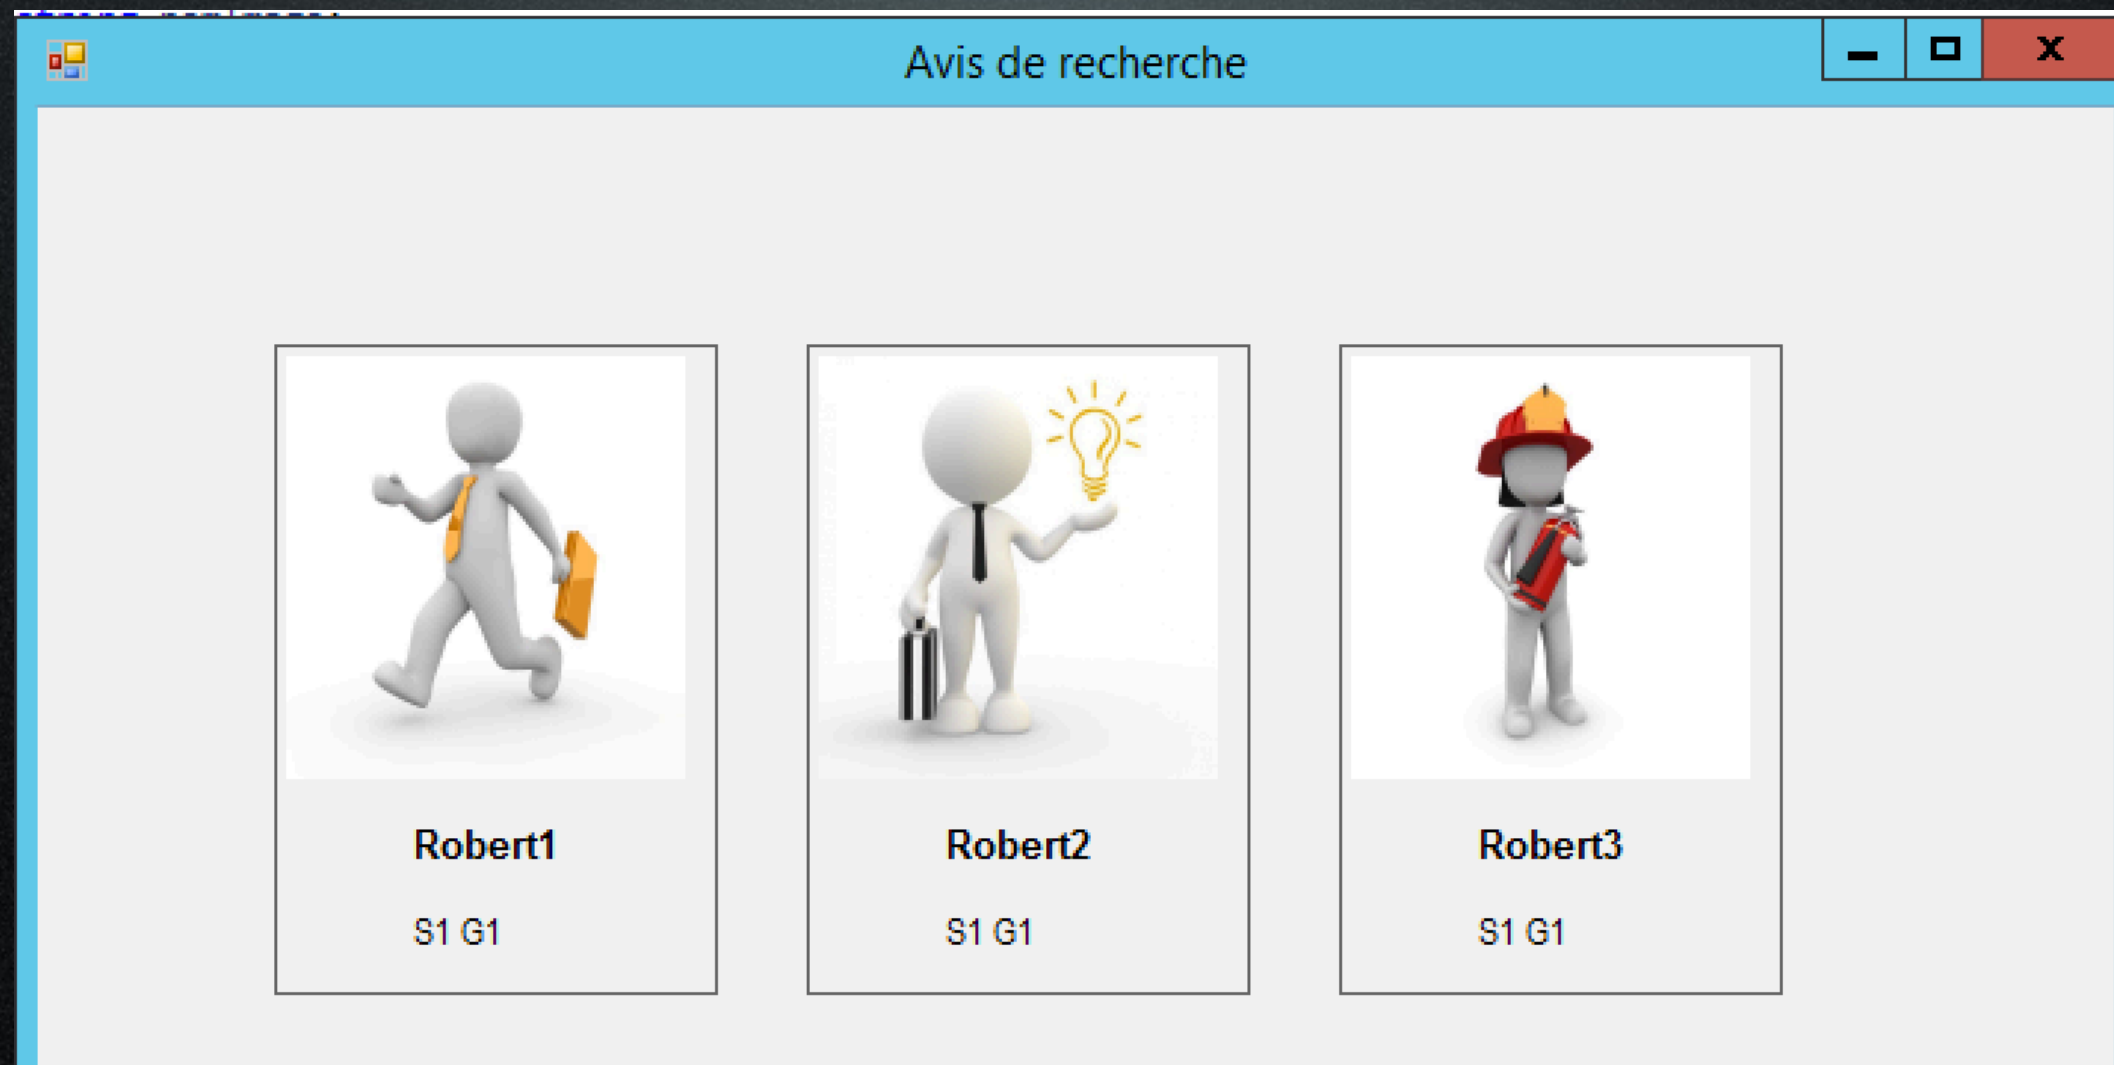 Avis de recherche
Robert1
Robert2
Robert3
S1 G1
S1 G1
S1 G1